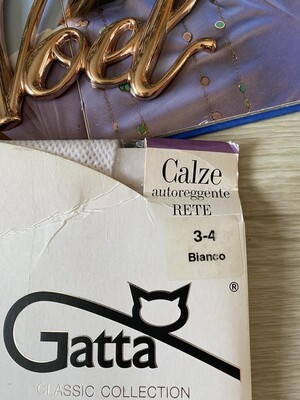 Noel
Calze
autoreggente
RETE
3-4
Bianco
®
Gatta
CLASSIC COLLECTION